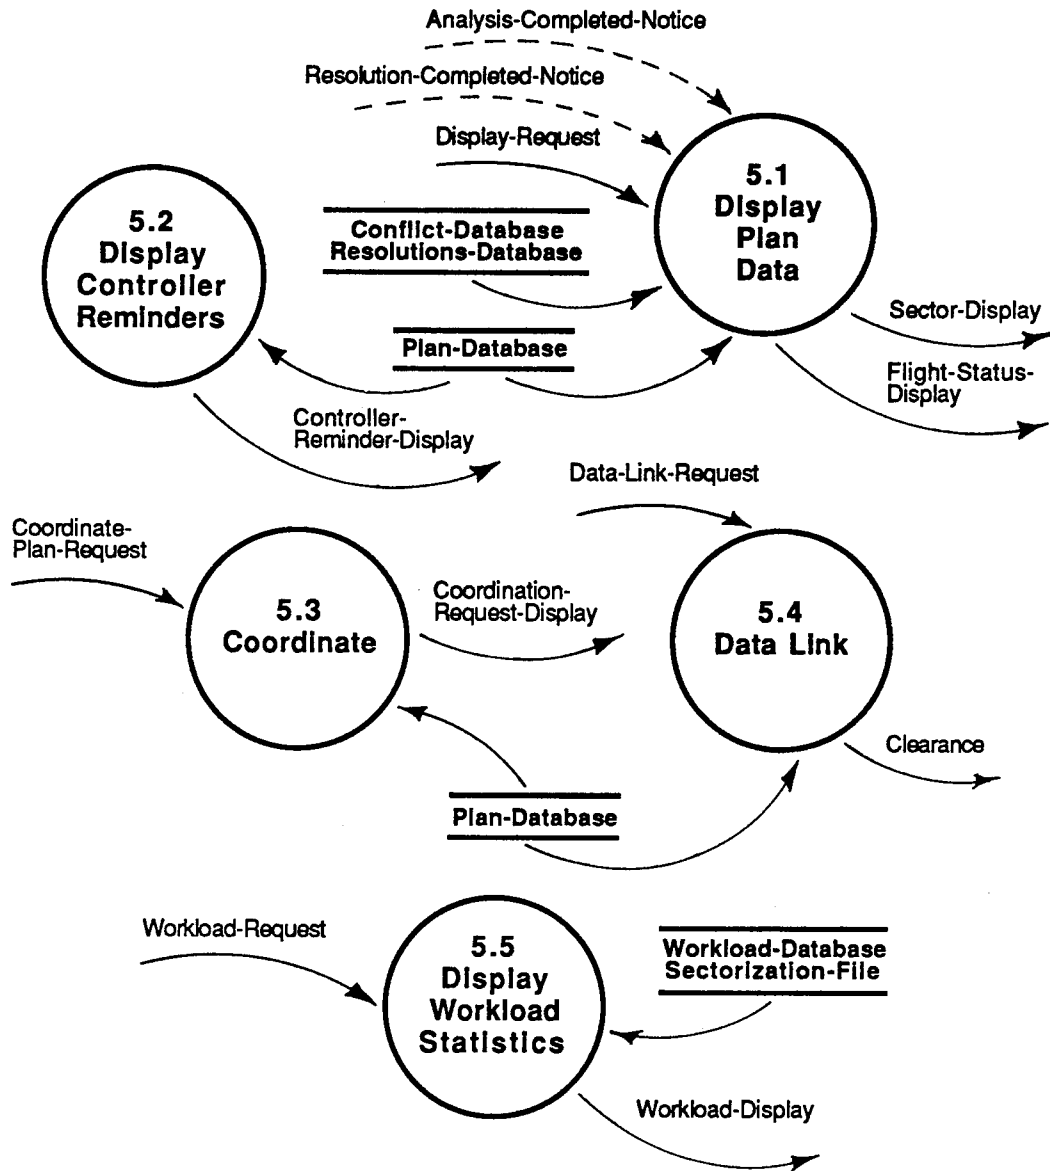 Analysis-Completed-Notice
Resolution-Completed-Notice
Display-Request
5.1
Display
Plan
Data
5.2
Display
Controller
Reminders
Conflict-Database
Resolutions-Database
Plan-Database
Sector-Display
Flight-Status-
Display
Controller-
Reminder-Display
Data-Link-Request
Coordinate-
Plan-Request
5.3
Coordinate
Coordination-
Request-Display
5.4
Data Link
Clearance
Plan-Database
Workload-Request
5.5
Display
Workload
Statistics
Workload-Database
Sectorization-File
Workload-Display